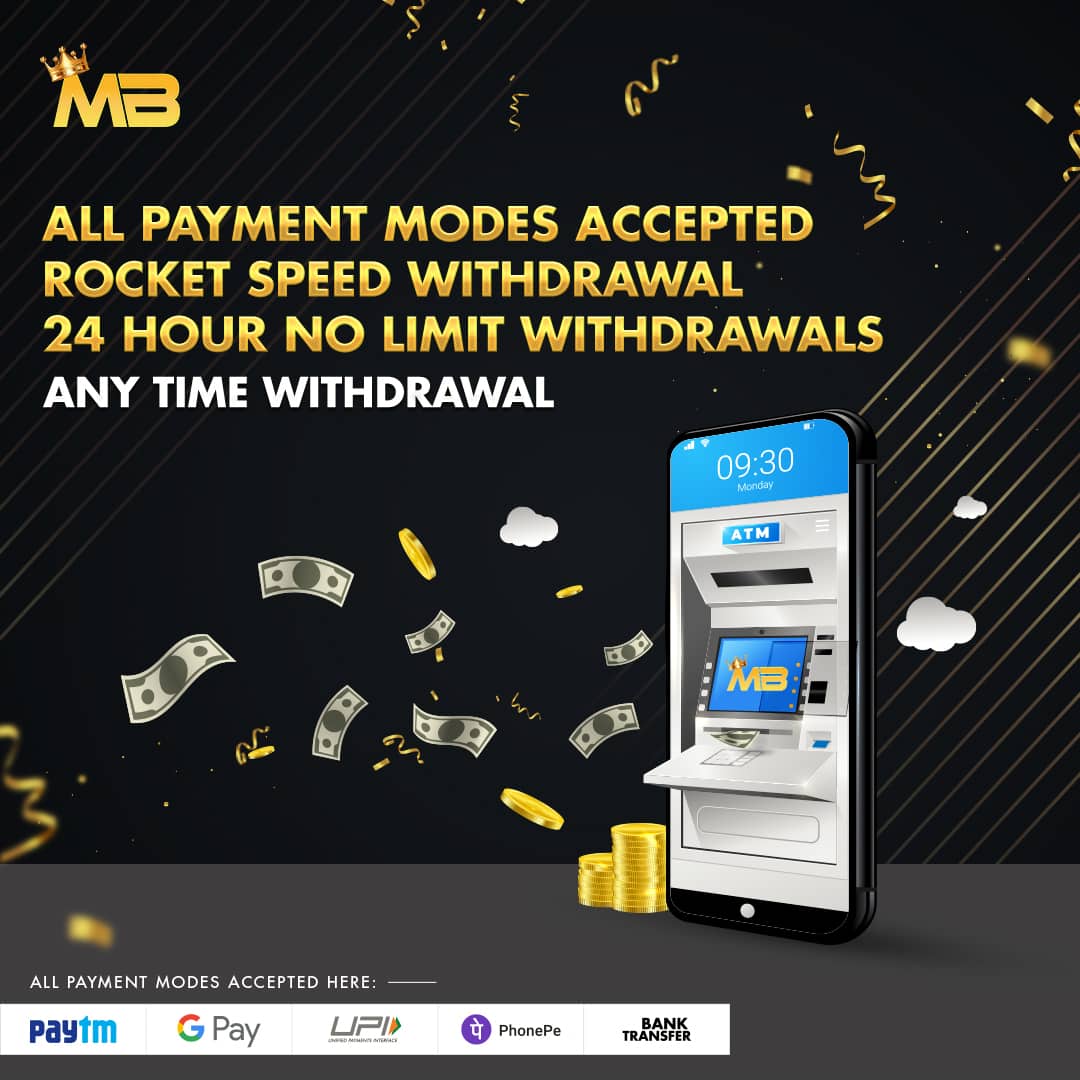 MB
ALL PAYMENT MODES ACCEPTED
ROCKET SPEED WITHDRAWAL
24 HOUR NO LIMIT WITHDRAWALS
ANY TIME WITHDRAWAL
09:30
Monday
ATM
MB
ALL PAYMENT MODES ACCEPTED HERE:
paytm
G Pay
UPI
UNIFIED PAYMENTS INTERFACE
पे PhonePe
BANK
TRANSFER